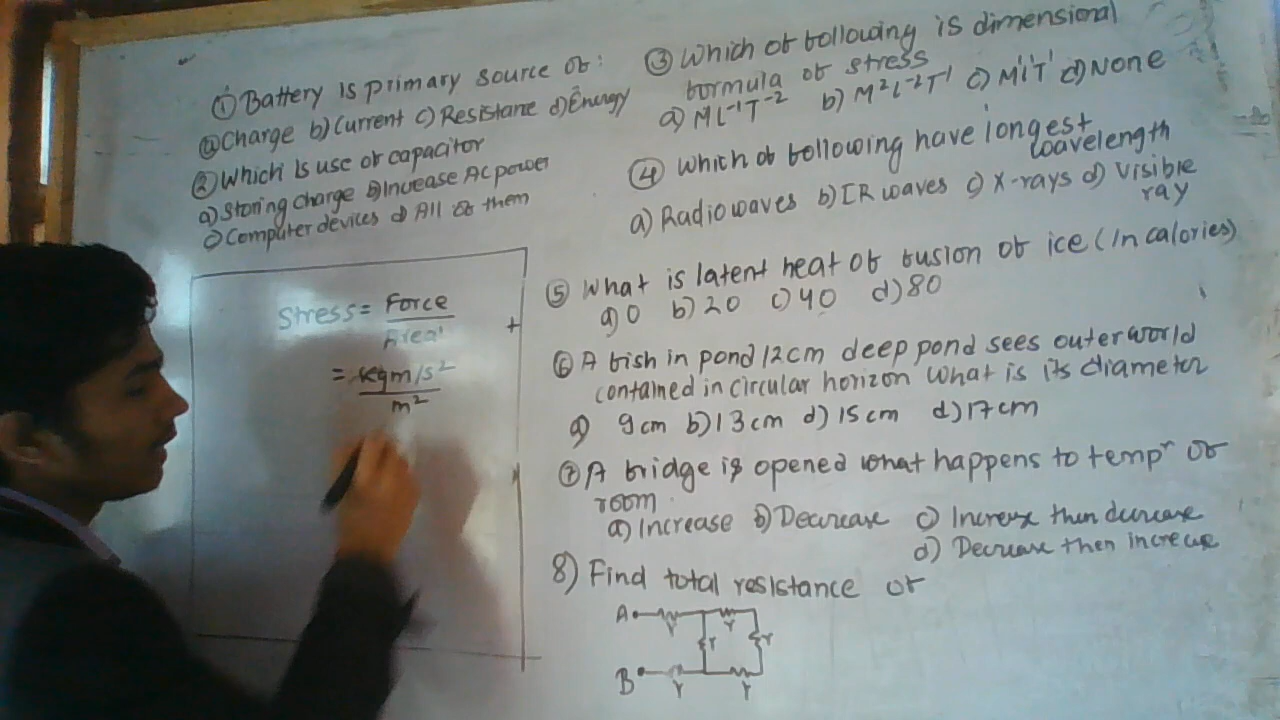 ① Battery is primary source of:
a) Charge b) Current c) Resistane d) Energy
② Which is use of capacitor
a) Storing charge b) Increase AC power
c) Computer devices d) All of them
Stress = Force
Area
= kgm/s²
m²
③ Which of following is dimensional
formula of stress
a) ML⁻¹T⁻² b) M²L⁻²T⁻¹ c) M¹L¹T¹ d) None
④ Which of following have longest
wavelength
a) Radiowaves b) IR waves c) X-rays d) Visible
ray
⑤ What is latent heat of fusion of ice (In calories)
a) 0 b) 20 c) 40 d) 80
⑥ A fish in pond 12cm deep pond sees outerworld
contained in circular horizon what is its diameter
a) 9cm b) 13cm d) 15cm d) 17cm
⑦ A bridge is opened what happens to tempʳ of
room
a) Increase b) Decrease c) Increase then decrease
d) Decrease then increase
8) Find total resistance of
A r r
r r
B r r